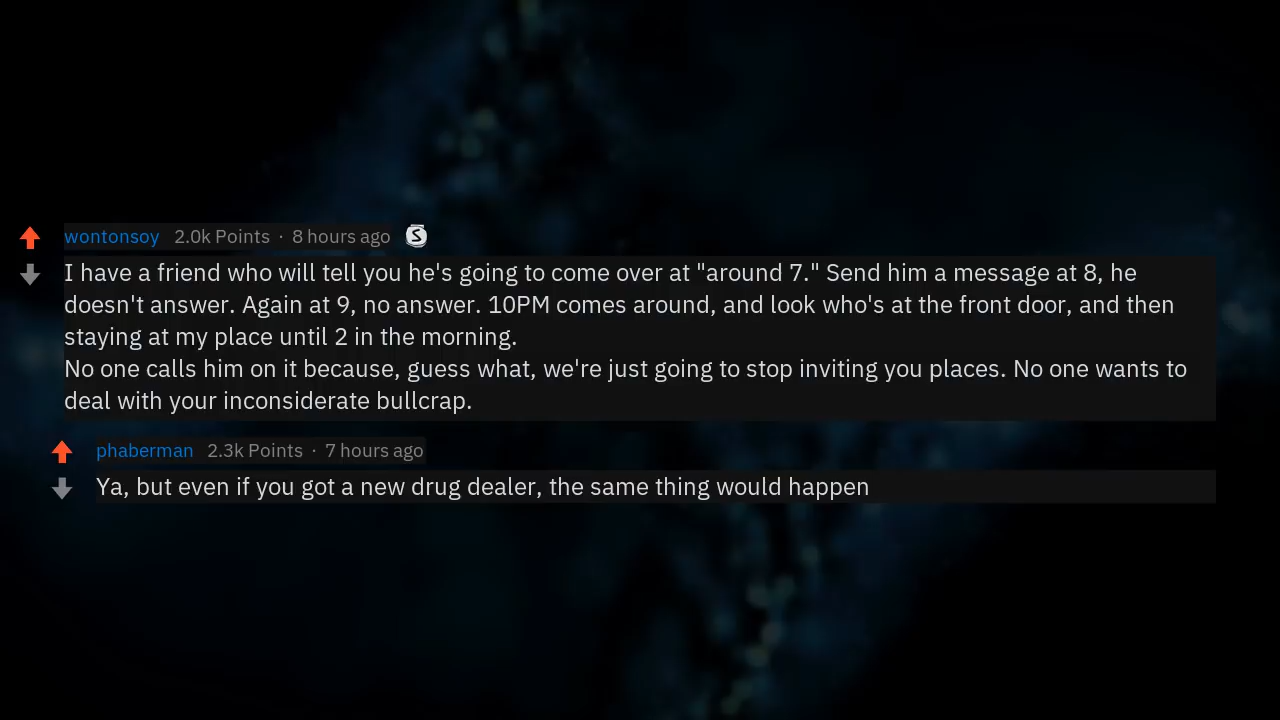 wontonsoy 2.0k Points · 8 hours ago S
I have a friend who will tell you he's going to come over at "around 7." Send him a message at 8, he
doesn't answer. Again at 9, no answer. 10PM comes around, and look who's at the front door, and then
staying at my place until 2 in the morning.
No one calls him on it because, guess what, we're just going to stop inviting you places. No one wants to
deal with your inconsiderate bullcrap.
phaberman 2.3k Points · 7 hours ago
Ya, but even if you got a new drug dealer, the same thing would happen